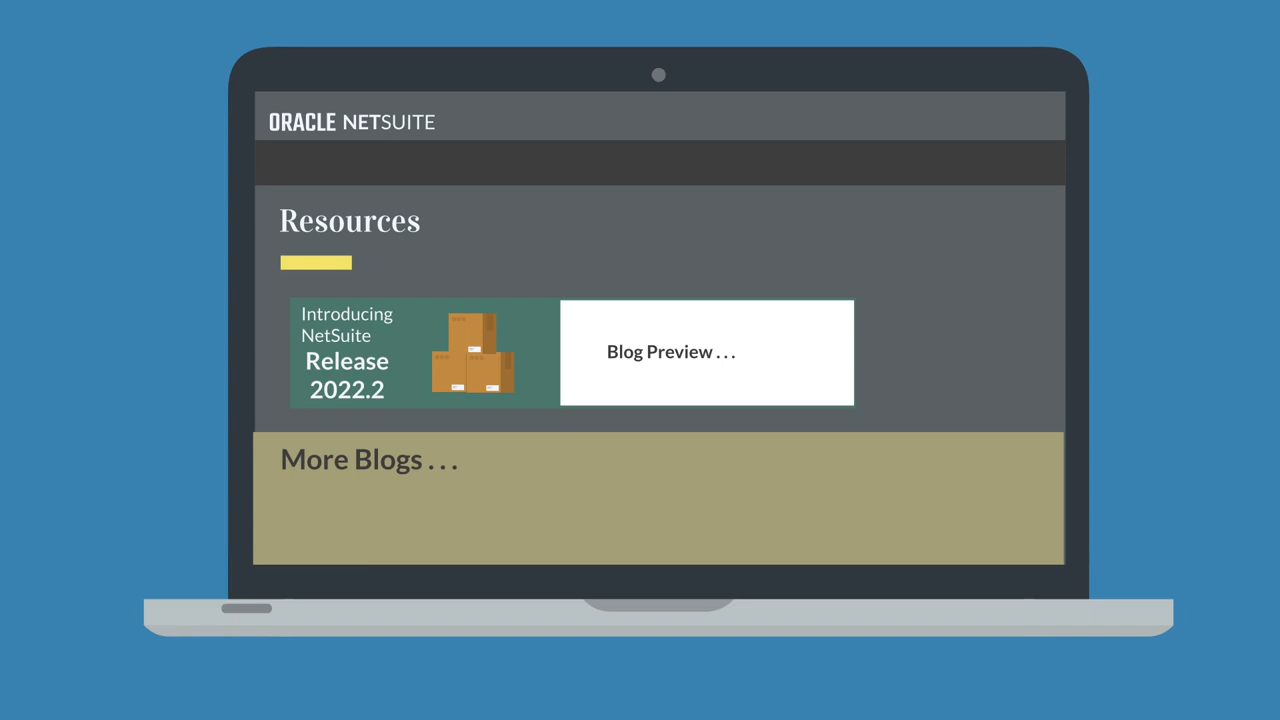 ORACLE NETSUITE
Resources
Introducing
NetSuite
Release
2022.2
Blog Preview . . .
More Blogs . . .